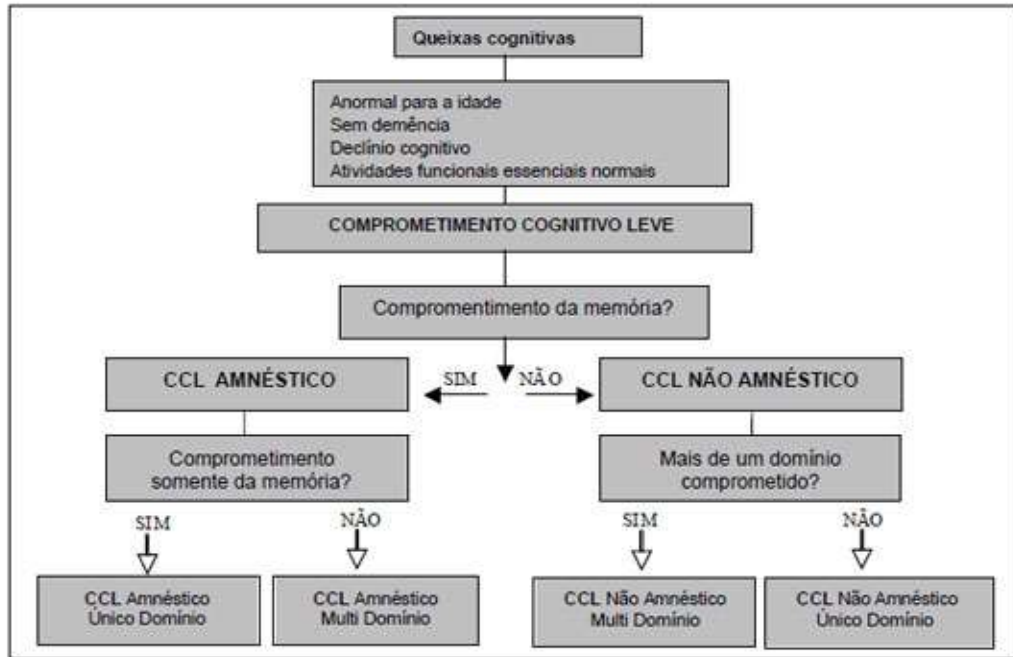 Queixas cognitivas
Anormal para a idade
Sem demência
Declínio cognitivo
Atividades funcionais essenciais normais
COMPROMETIMENTO COGNITIVO LEVE
Compromentimento da memória?
SIM
NÃO
CCL AMNÉSTICO
CCL NÃO AMNÉSTICO
Comprometimento
somente da memória?
Mais de um domínio
comprometido?
SIM
NÃO
SIM
NÃO
CCL Amnéstico
Único Domínio
CCL Amnéstico
Multi Domínio
CCL Não Amnéstico
Multi Domínio
CCL Não Amnéstico
Único Domínio